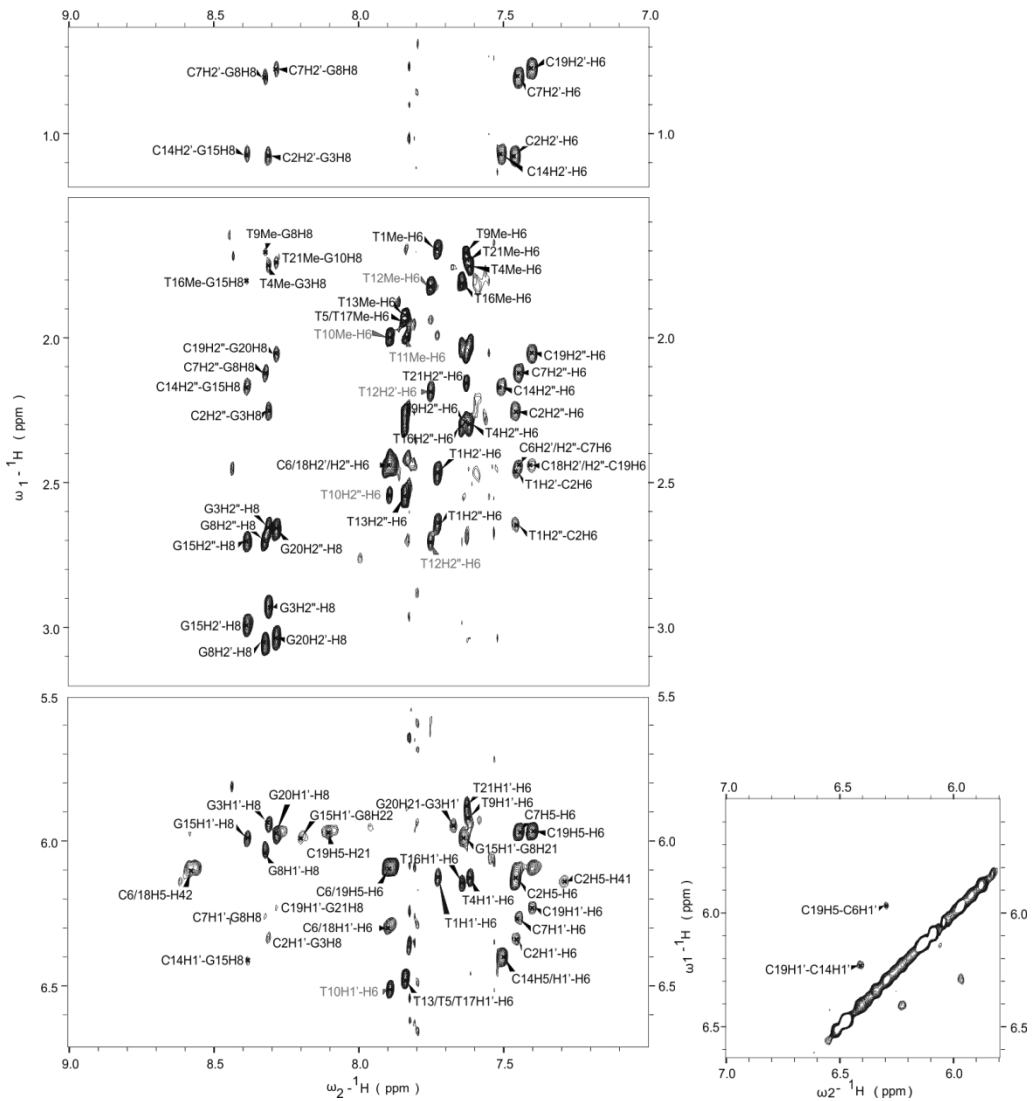 9.0 8.5 8.0 7.5 7.0
C7H2'-G8H8
C7H2'-G8H8
C19H2'-H6
C7H2'-H6
1.0
C14H2'-G15H8
C2H2'-G3H8
C2H2'-H6
C14H2'-H6
T9Me-G8H8
T21Me-G10H8
T16Me-G15H8
T4Me-G3H8
T1Me-H6
T9Me-H6
T21Me-H6
T4Me-H6
T12Me-H6
T16Me-H6
T13Me-H6
T5/T17Me-H6
T10Me-H6
T11Me-H6
2.0
C19H2"-G20H8
C7H2"-G8H8
C14H2"-G15H8
C2H2"-G3H8
C19H2"-H6
T21H2"-H6
C7H2"-H6
T12H2'-H6
C14H2"-H6
T9H2"-H6
C2H2"-H6
T16H2"-H6
T4H2"-H6
C6/18H2'/H2"-H6
T1H2'-H6
C6H2'/H2"-C7H6
C18H2'/H2"-C19H6
T1H2'-C2H6
2.5
T10H2"-H6
T13H2"-H6
T1H2"-H6
T1H2"-C2H6
T12H2"-H6
G3H2"-H8
G8H2"-H8
G15H2"-H8
G20H2"-H8
G3H2"-H8
3.0
G15H2'-H8
G8H2'-H8
G20H2'-H8
ω1-1H (ppm)
5.5
G20H1'-H8
G3H1'-H8
G15H1'-G8H22
G15H1'-H8
G20H21-G3H1'
T21H1'-H6
T9H1'-H6
C7H5-H6
C19H5-H6
6.0
C19H5-H21
G15H1'-G8H21
G8H1'-H8
T16H1'-H6
C2H5-H41
C6/18H5-H42
C6/19H5-H6
C2H5-H6
T4H1'-H6
C7H1'-G8H8
C19H1'-G21H8
C6/18H1'-H6
T1H1'-H6
C19H1'-H6
C7H1'-H6
C2H1'-G3H8
C2H1'-H6
C14H1'-G15H8
C14H5/H1'-H6
6.5
T10H1'-H6
T13/T5/T17H1'-H6
9.0 8.5 8.0 7.5 7.0
ω2-1H (ppm)
7.0 6.5 6.0
C19H5-C6H1'
6.0
C19H1'-C14H1'
ω1-1H (ppm)
6.5
7.0 6.5 6.0
ω2-1H (ppm)